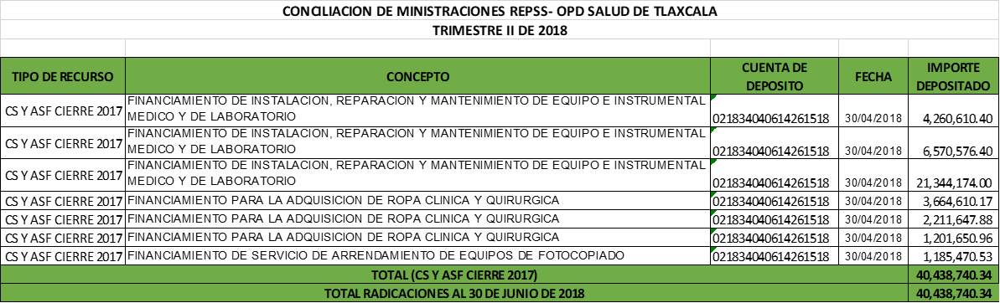 CONCILIACION DE MINISTRACIONES REPSS- OPD SALUD DE TLAXCALA
TRIMESTRE II DE 2018
TIPO DE RECURSO CONCEPTO CUENTA DE DEPOSITO FECHA IMPORTE DEPOSITADO
CS Y ASF CIERRE 2017 FINANCIAMIENTO DE INSTALACION, REPARACION Y MANTENIMIENTO DE EQUIPO E INSTRUMENTAL
MEDICO Y DE LABORATORIO 021834040614261518 30/04/2018 4,260,610.40
CS Y ASF CIERRE 2017 FINANCIAMIENTO DE INSTALACION, REPARACION Y MANTENIMIENTO DE EQUIPO E INSTRUMENTAL
MEDICO Y DE LABORATORIO 021834040614261518 30/04/2018 6,570,576.40
CS Y ASF CIERRE 2017 FINANCIAMIENTO DE INSTALACION, REPARACION Y MANTENIMIENTO DE EQUIPO E INSTRUMENTAL
MEDICO Y DE LABORATORIO 021834040614261518 30/04/2018 21,344,174.00
CS Y ASF CIERRE 2017 FINANCIAMIENTO PARA LA ADQUISICION DE ROPA CLINICA Y QUIRURGICA 021834040614261518 30/04/2018 3,664,610.17
CS Y ASF CIERRE 2017 FINANCIAMIENTO PARA LA ADQUISICION DE ROPA CLINICA Y QUIRURGICA 021834040614261518 30/04/2018 2,211,647.88
CS Y ASF CIERRE 2017 FINANCIAMIENTO PARA LA ADQUISICION DE ROPA CLINICA Y QUIRURGICA 021834040614261518 30/04/2018 1,201,650.96
CS Y ASF CIERRE 2017 FINANCIAMIENTO DE SERVICIO DE ARRENDAMIENTO DE EQUIPOS DE FOTOCOPIADO 021834040614261518 30/04/2018 1,185,470.53
TOTAL (CS Y ASF CIERRE 2017) 40,438,740.34
TOTAL RADICACIONES AL 30 DE JUNIO DE 2018 40,438,740.34